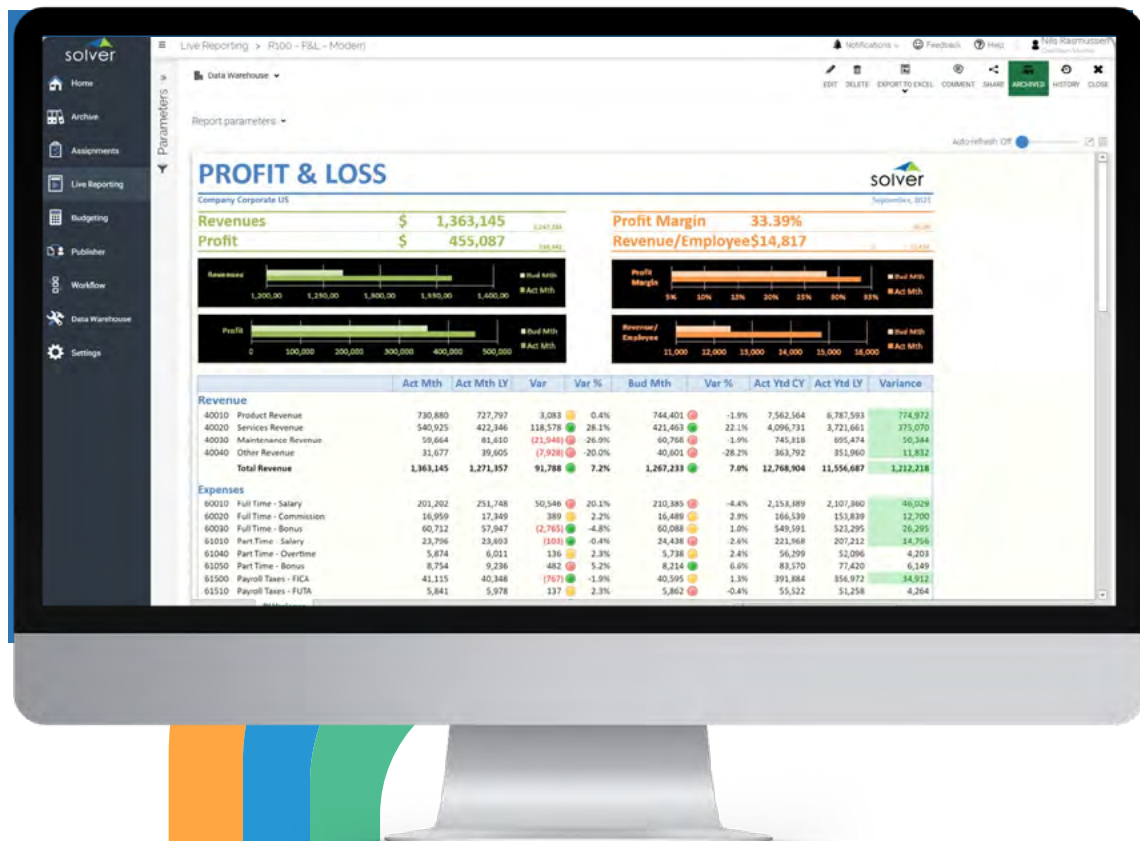 solver
Home
Archive
Assignments
Live Reporting
Budgeting
Publisher
Workflow
Data Warehouse
Settings
Live Reporting > R100 - P&L - Modern
Notifications Feedback Help Nils Rasmussen
Parameters
Data Warehouse
EDIT DELETE EXPORT TO EXCEL COMMENT SHARE ARCHIVED HISTORY CLOSE
Report parameters
Auto-refresh: Off
PROFIT & LOSS
solver
Company Corporate US September, 2021
Revenues $ 1,363,145
Profit $ 455,087
Profit Margin 33.39%
Revenue/Employee $14,817
Revenues
Bud Mth
Act Mth
1,200,00 1,250,00 1,300,00 1,350,00 1,400,00
Profit Margin
Bud Mth
Act Mth
5% 10% 15% 20% 25% 30% 35%
Profit
Bud Mth
Act Mth
0 100,000 200,000 300,000 400,000 500,000
Revenue/
Employee
Bud Mth
Act Mth
11,000 12,000 13,000 14,000 15,000 16,000
Act Mth Act Mth LY Var Var % Bud Mth Var % Act Ytd CY Act Ytd LY Variance
Revenue
40010 Product Revenue 730,880 727,797 3,083 0.4% 744,401 -1.9% 7,562,564 6,787,593 774,972
40020 Services Revenue 540,925 422,346 118,578 28.1% 421,463 22.1% 4,096,731 3,721,661 375,070
40030 Maintenance Revenue 59,664 81,610 (21,946) -26.9% 60,768 -1.9% 745,818 695,474 50,344
40040 Other Revenue 31,677 39,605 (7,928) -20.0% 40,601 -28.2% 363,792 351,960 11,832
Total Revenue 1,363,145 1,271,357 91,788 7.2% 1,267,233 7.0% 12,768,904 11,556,687 1,212,218
Expenses
60010 Full Time - Salary 201,202 251,748 50,546 20.1% 210,385 -4.4% 2,153,389 2,107,360 46,029
60020 Full Time - Commission 16,959 17,349 389 2.2% 16,489 2.9% 166,539 153,839 12,700
60030 Full Time - Bonus 60,712 57,947 (2,765) -4.8% 60,088 1.0% 549,591 523,295 26,295
61010 Part Time - Salary 23,796 23,693 (103) -0.4% 24,438 -2.6% 221,968 207,212 14,756
61040 Part Time - Overtime 5,874 6,011 136 2.3% 5,738 2.4% 56,299 52,096 4,203
61050 Part Time - Bonus 8,754 9,236 482 5.2% 8,214 6.6% 83,570 77,420 6,149
61500 Payroll Taxes - FICA 41,115 40,348 (767) -1.9% 40,595 1.3% 391,884 356,972 34,912
61510 Payroll Taxes - FUTA 5,841 5,978 137 2.3% 5,862 -0.4% 55,522 51,258 4,264